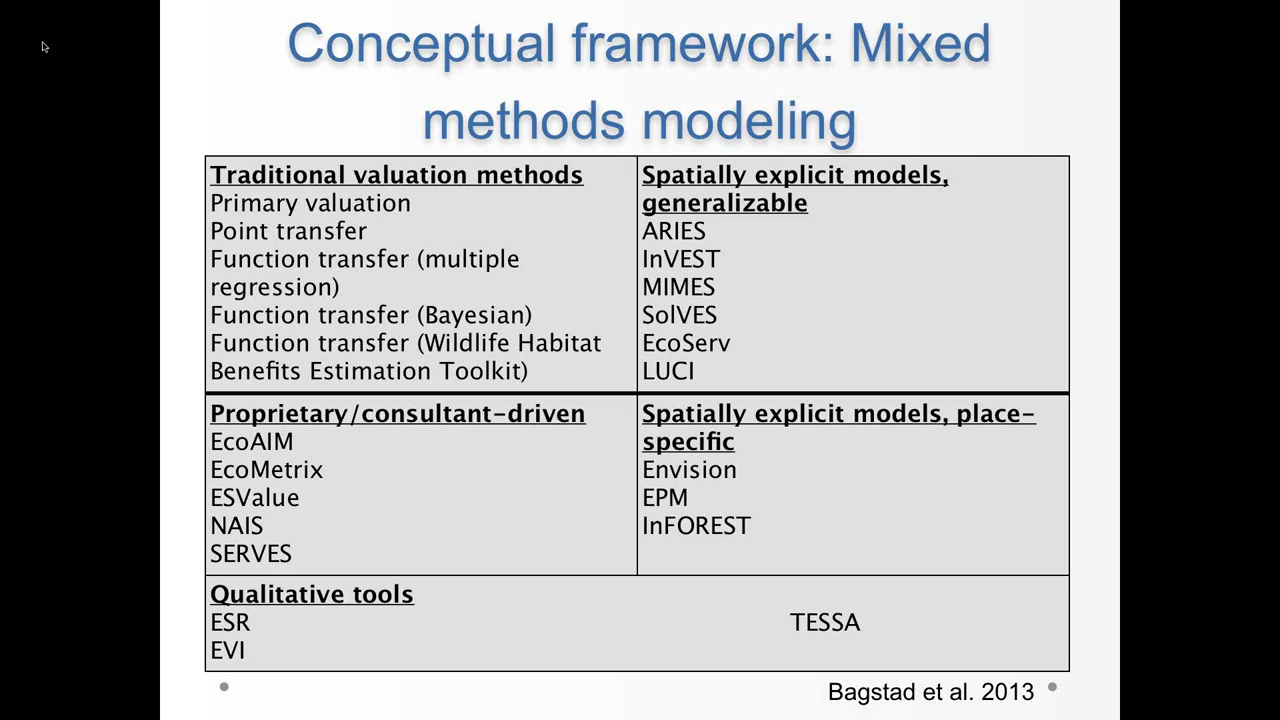 Conceptual framework: Mixed
methods modeling
Traditional valuation methods
Primary valuation
Point transfer
Function transfer (multiple
regression)
Function transfer (Bayesian)
Function transfer (Wildlife Habitat
Benefits Estimation Toolkit)
Spatially explicit models,
generalizable
ARIES
InVEST
MIMES
SolVES
EcoServ
LUCI
Proprietary/consultant-driven
EcoAIM
EcoMetrix
ESValue
NAIS
SERVES
Spatially explicit models, place-
specific
Envision
EPM
InFOREST
Qualitative tools
ESR
EVI
TESSA
Bagstad et al. 2013